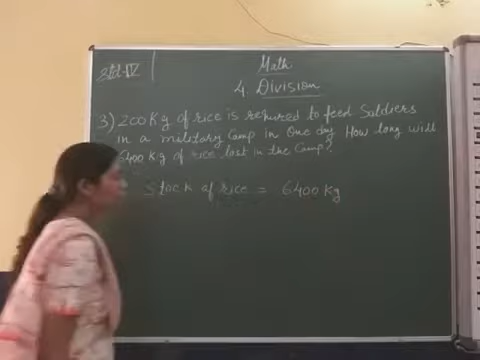 Std-IV
Math
4. Division
3) 200 Kg of rice is required to feed Soldiers
in a military Camp in One day. How long will
6400 Kg of rice last in the Camp?
Stock of rice = 6400 Kg